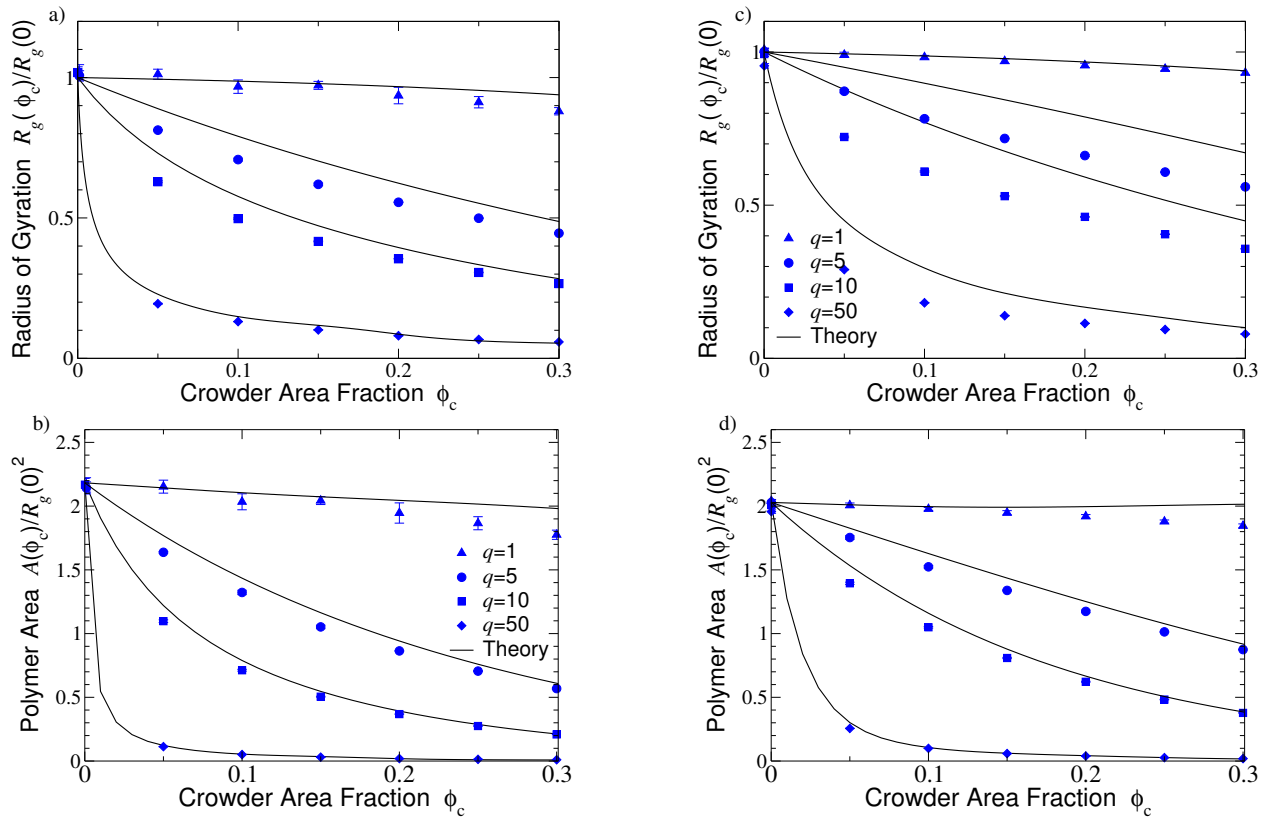 a)
Radius of Gyration R_g(ϕ_c)/R_g(0)
1
0.5
0
0
0.1
0.2
0.3
Crowder Area Fraction ϕ_c
c)
Radius of Gyration R_g(ϕ_c)/R_g(0)
1
0.5
0
q=1
q=5
q=10
q=50
Theory
0
0.1
0.2
0.3
Crowder Area Fraction ϕ_c
b)
Polymer Area A(ϕ_c)/R_g(0)^2
2.5
2
1.5
1
0.5
0
q=1
q=5
q=10
q=50
Theory
0
0.1
0.2
0.3
Crowder Area Fraction ϕ_c
d)
Polymer Area A(ϕ_c)/R_g(0)^2
2.5
2
1.5
1
0.5
0
q=1
q=5
q=10
q=50
Theory
0
0.1
0.2
0.3
Crowder Area Fraction ϕ_c